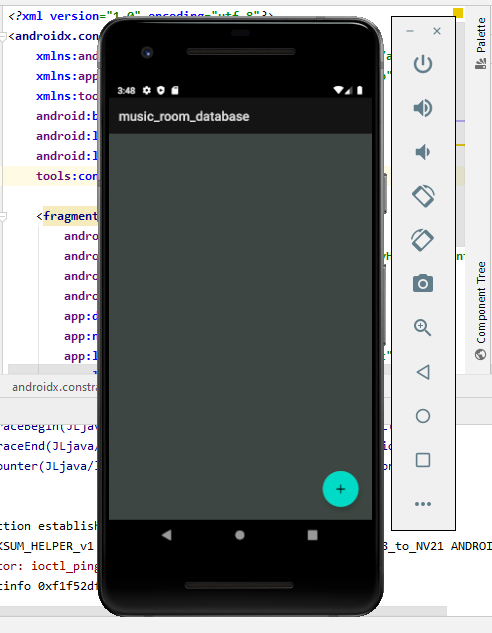 <?xml version="1.0" encoding="utf-8"?>
<androidx.con
xmlns:and
xmlns:app
xmlns:too
android:b
android:l
android:l
tools:con
<fragment
andro
andro
andro
andro
app:d
app:n
app:l
androidx.constra
Palette
Component Tree
3:48
music_room_database
+
raceBegin(JLjav
raceEnd(JLjava/
ounter(JLjava/l
ction establish
KSUM_HELPER_v1
3_to_NV21 ANDROI
tor: ioctl_ping
tinfo 0xf1f52df